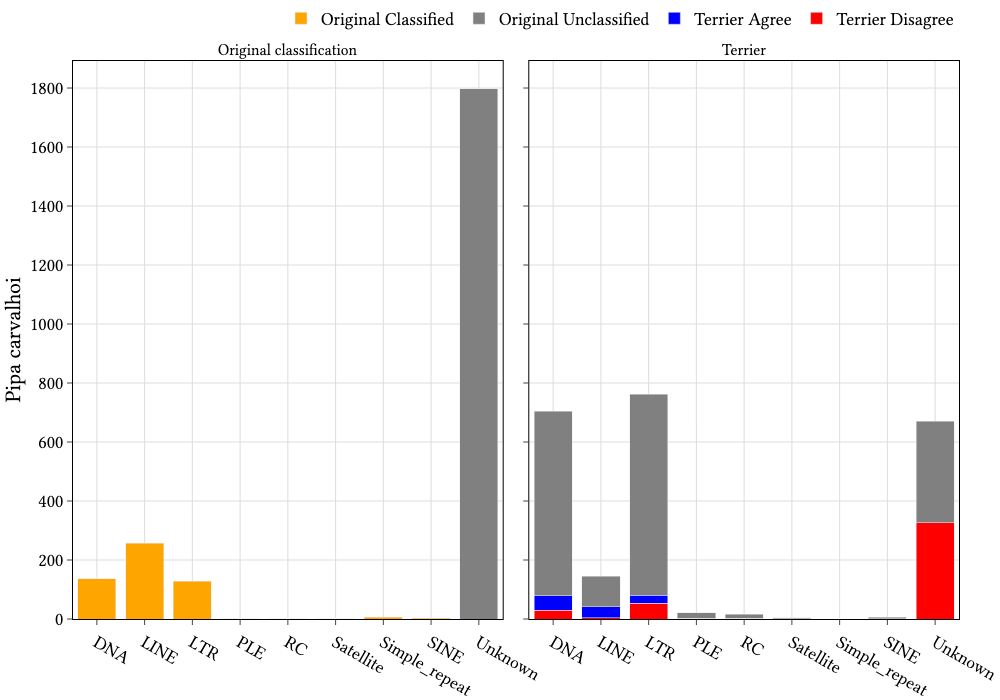 Original Classified Original Unclassified Terrier Agree Terrier Disagree
Original classification
Terrier
Pipa carvalhoi
1800
1600
1400
1200
1000
800
600
400
200
0
DNA LINE LTR PLE RC Satellite Simple_repeat SINE Unknown
DNA LINE LTR PLE RC Satellite Simple_repeat SINE Unknown